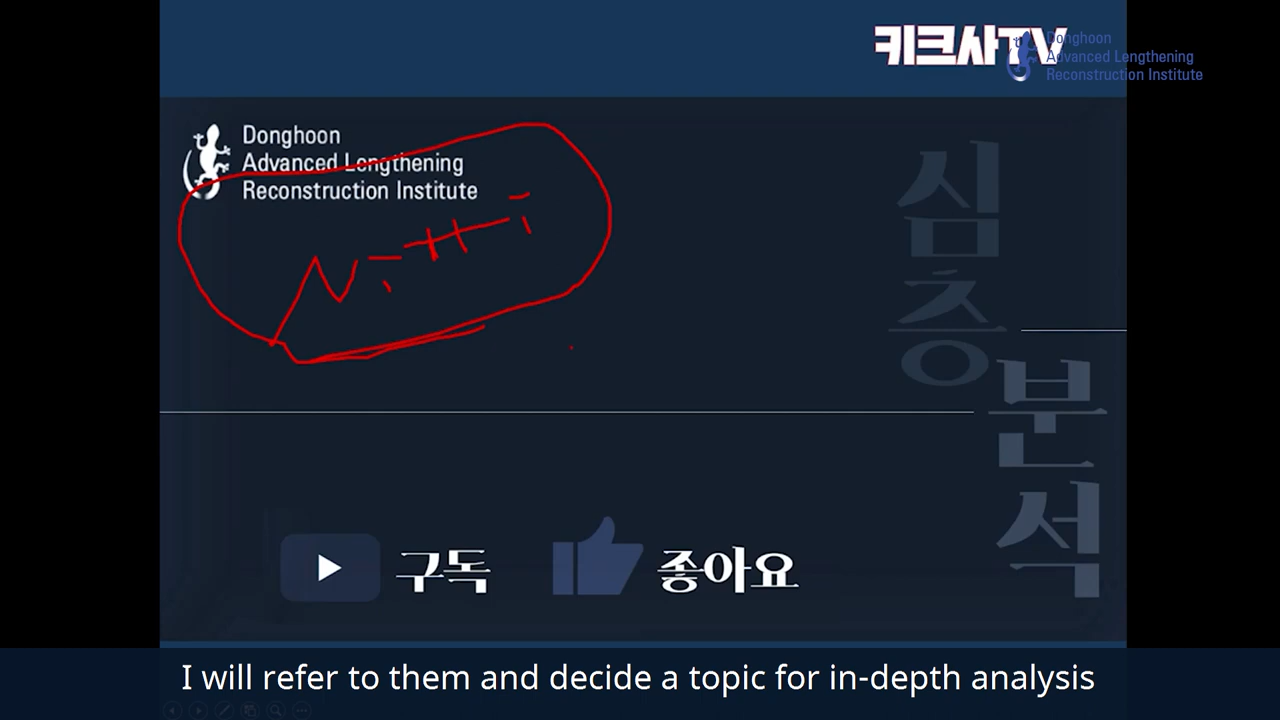 키크사TV
Donghoon
Advanced Lengthening
Reconstruction Institute
Donghoon
Advanced Lengthening
Reconstruction Institute
심층
분석
구독
좋아요
I will refer to them and decide a topic for in-depth analysis